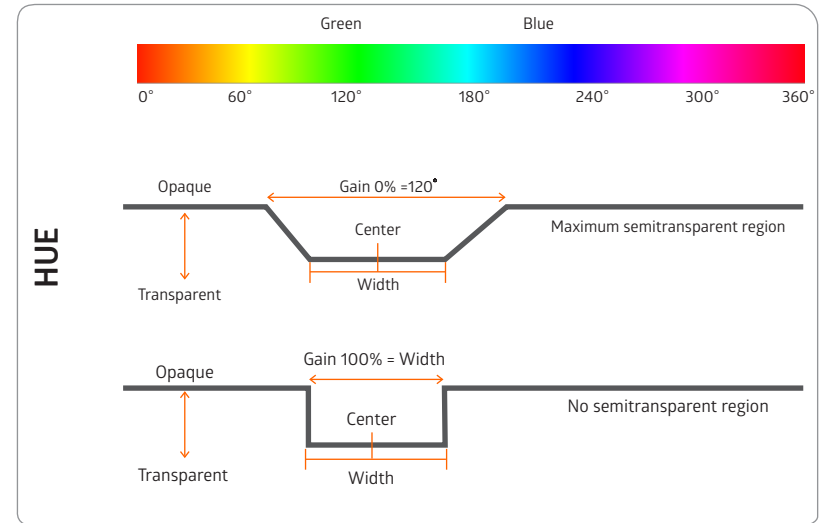 Green Blue
0° 60° 120° 180° 240° 300° 360°
HUE
Opaque
Gain 0% =120°
Center
Maximum semitransparent region
Width
Transparent
Gain 100% = Width
Opaque
Center
No semitransparent region
Transparent
Width